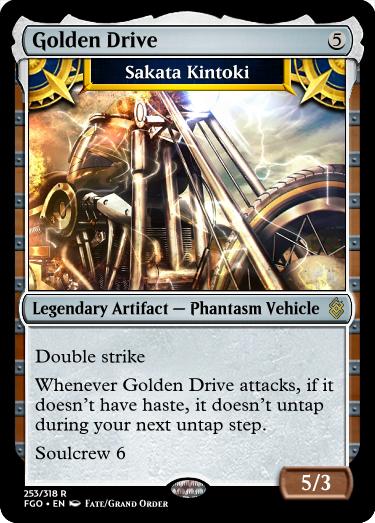 Golden Drive 5
Sakata Kintoki
Legendary Artifact — Phantasm Vehicle
Double strike
Whenever Golden Drive attacks, if it
doesn't have haste, it doesn't untap
during your next untap step.
Soulcrew 6
5/3
253/318 R
FGO • EN Fate/Grand Order